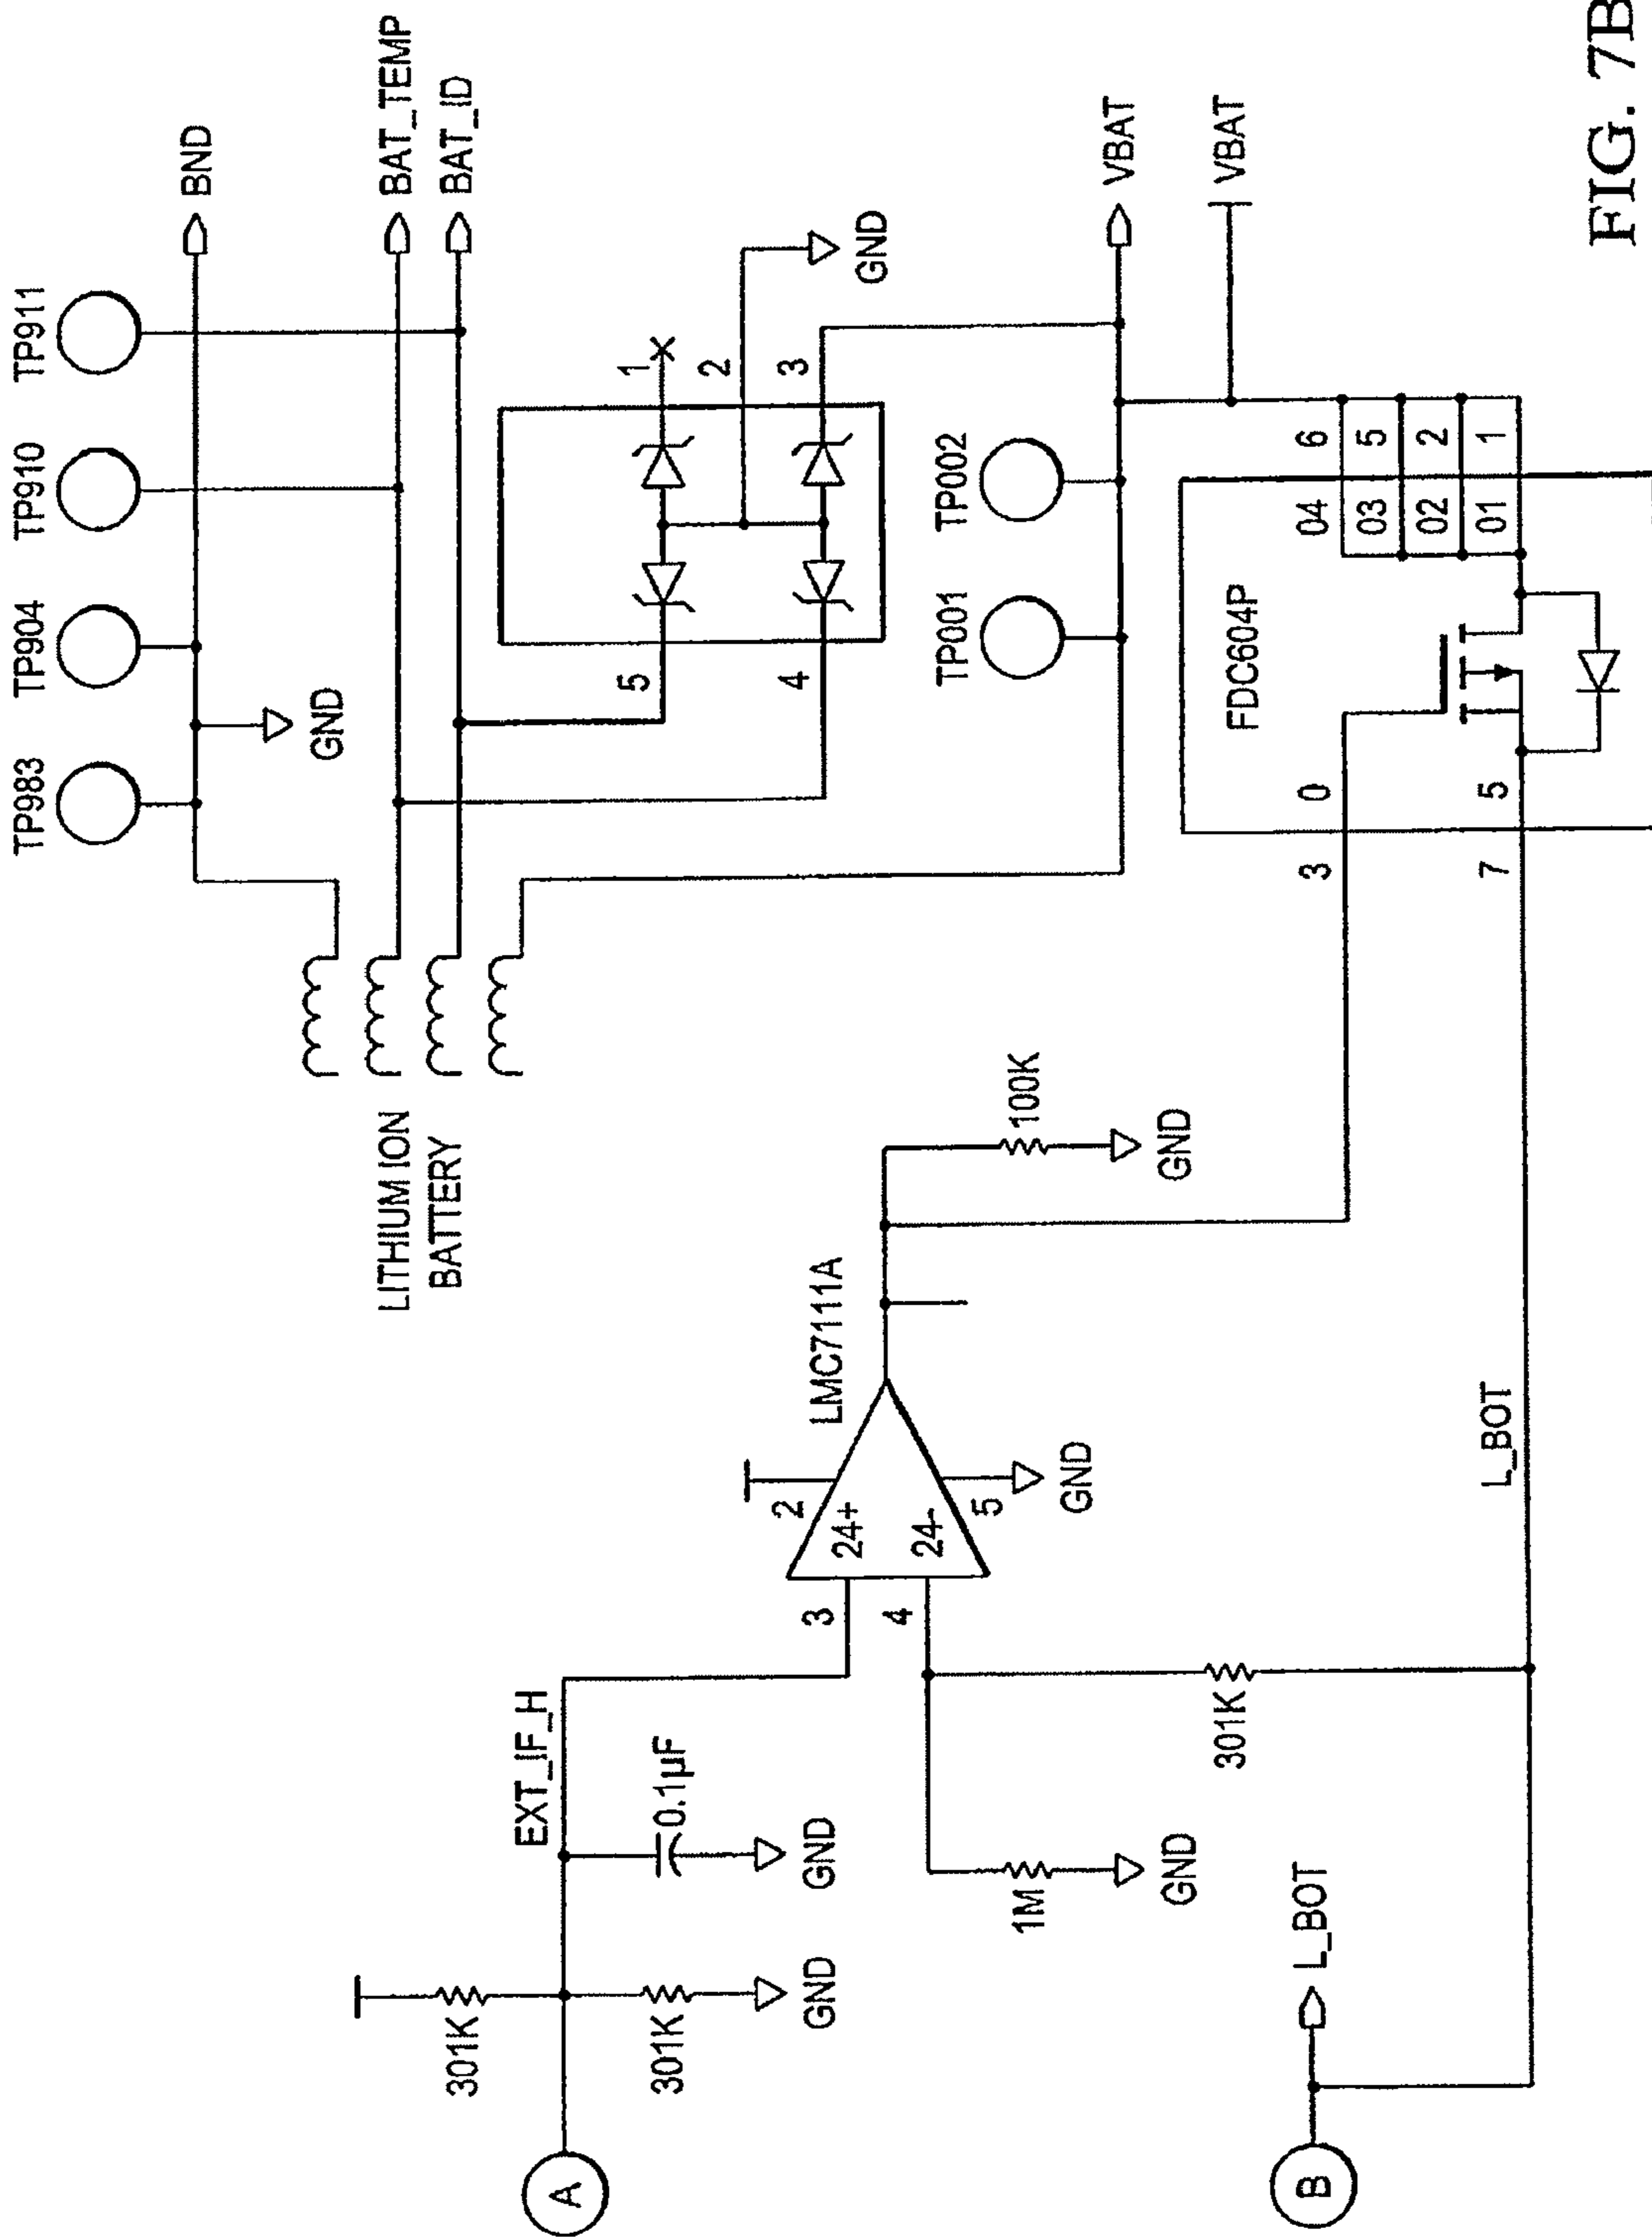 TP983
TP904
TP910
TP911
BND
GND
BAT_TEMP
BAT_ID
LITHIUM ION
BATTERY
5
4
1
2
3
GND
TP001
TP002
VBAT
VBAT
A
301K
301K
GND
EXT_IF_H
0.1µF
GND
3
4
24+
24-
2
5
GND
LMC7111A
100K
GND
1M
GND
301K
B
L_BOT
L_BOT
FDC604P
3
0
7
5
04
03
02
01
6
5
2
1
FIG. 7B